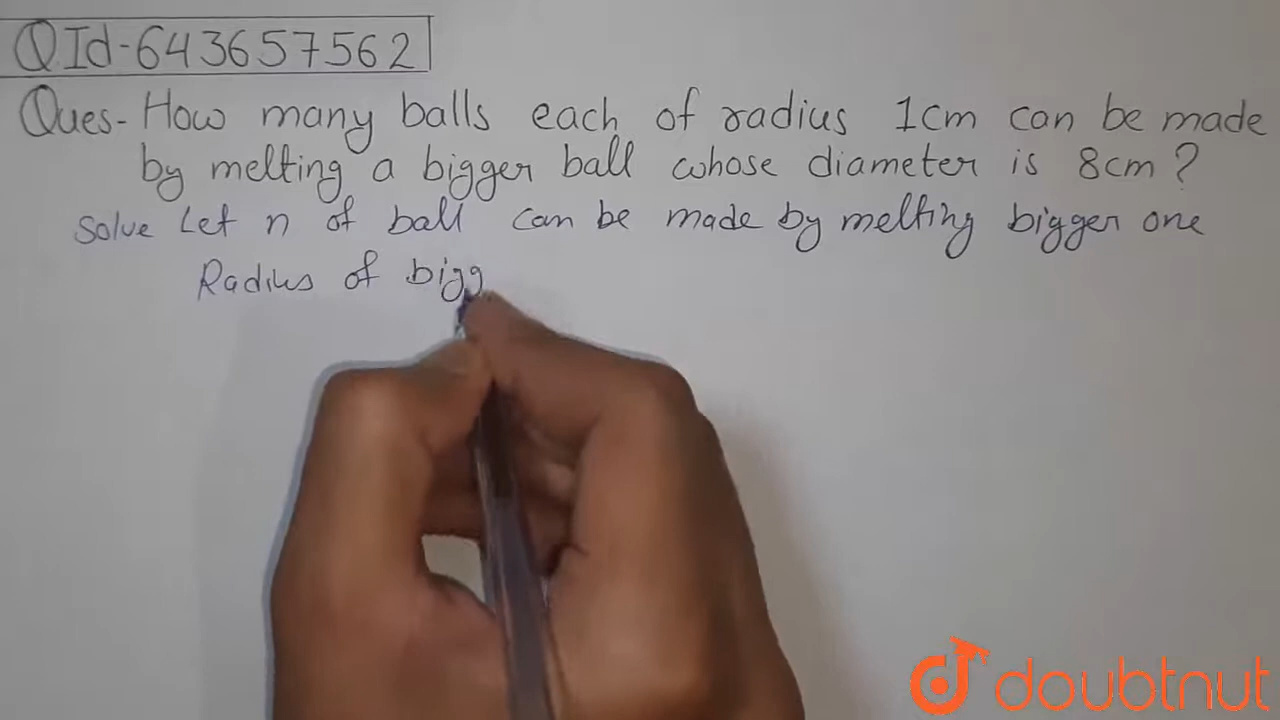 QId-643657562
Ques- How many balls each of radius 1cm can be made
by melting a bigger ball whose diameter is 8cm?
Solve Let n of ball can be made by melting bigger one
Radius of bigg
doubtnut